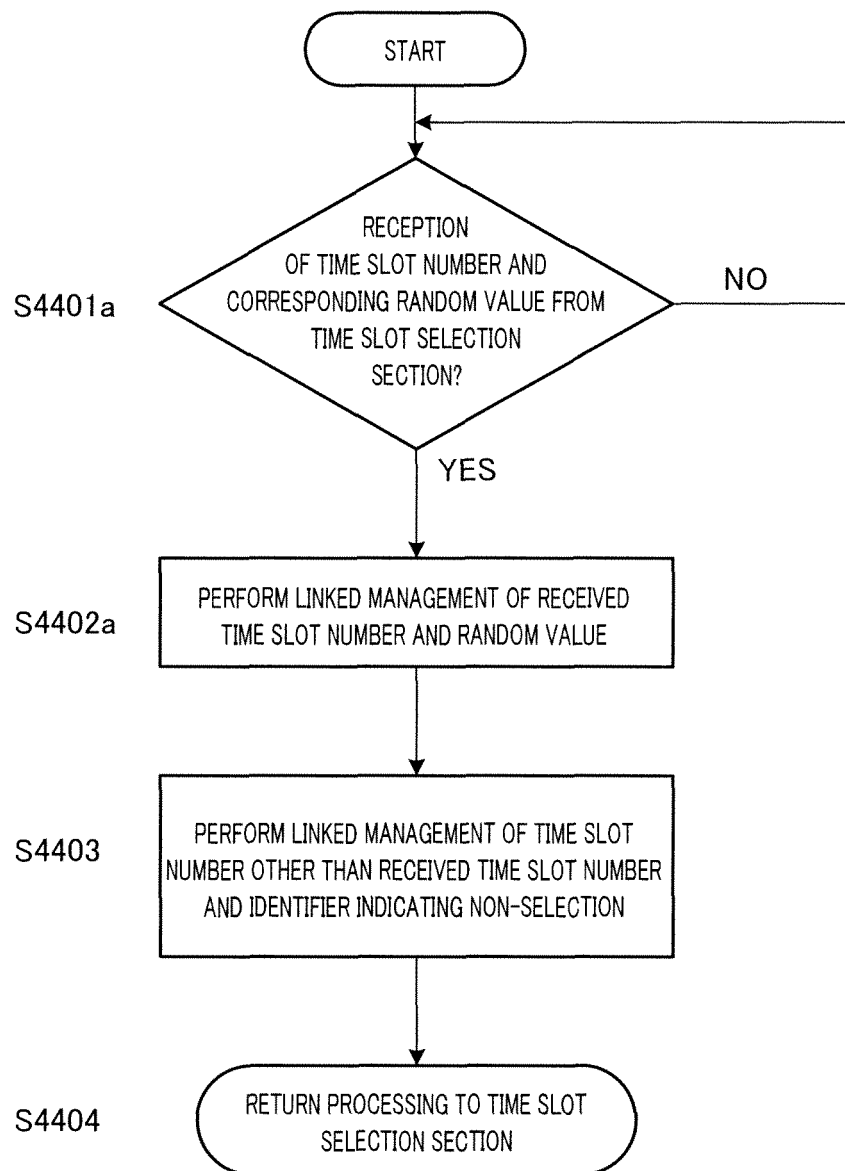 START
RECEPTION
OF TIME SLOT NUMBER AND
CORRESPONDING RANDOM VALUE FROM
TIME SLOT SELECTION
SECTION?
S4401a
NO
YES
S4402a
PERFORM LINKED MANAGEMENT OF RECEIVED
TIME SLOT NUMBER AND RANDOM VALUE
S4403
PERFORM LINKED MANAGEMENT OF TIME SLOT
NUMBER OTHER THAN RECEIVED TIME SLOT NUMBER
AND IDENTIFIER INDICATING NON-SELECTION
S4404
RETURN PROCESSING TO TIME SLOT
SELECTION SECTION